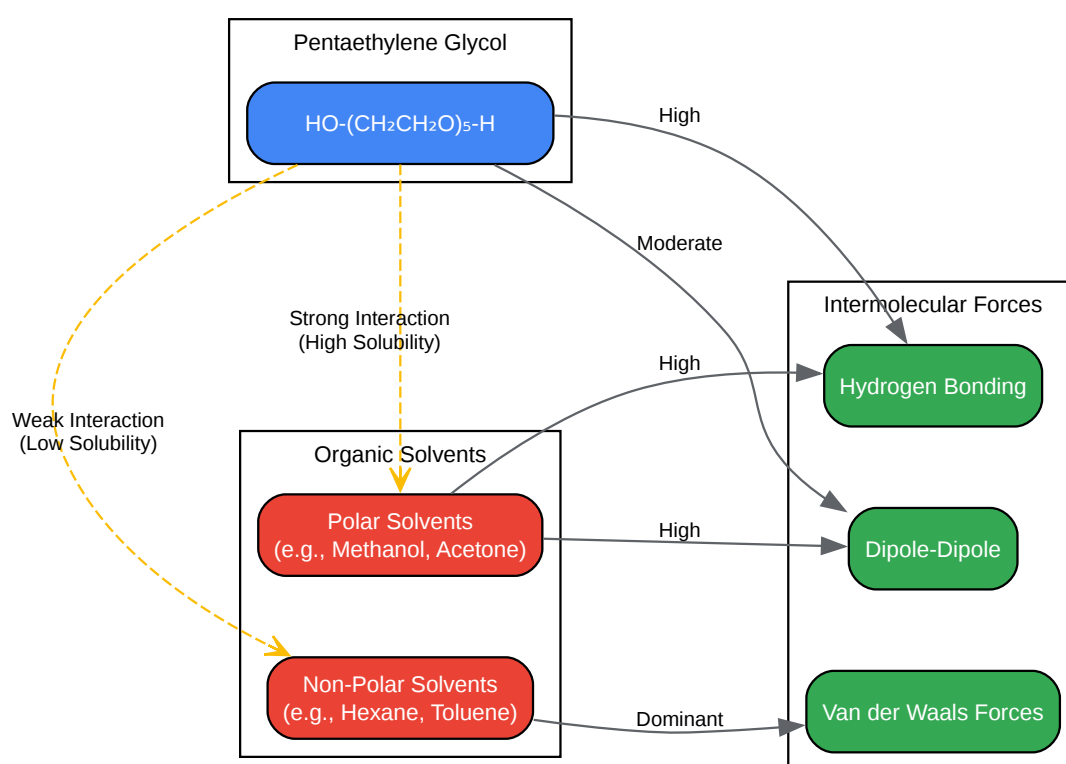 Pentaethylene Glycol
HO-(CH₂CH₂O)₅-H
High
Moderate
Intermolecular Forces
Strong Interaction
(High Solubility)
High
Hydrogen Bonding
Weak Interaction
(Low Solubility)
Organic Solvents
Polar Solvents
(e.g., Methanol, Acetone)
High
Dipole-Dipole
Non-Polar Solvents
(e.g., Hexane, Toluene)
Dominant
Van der Waals Forces